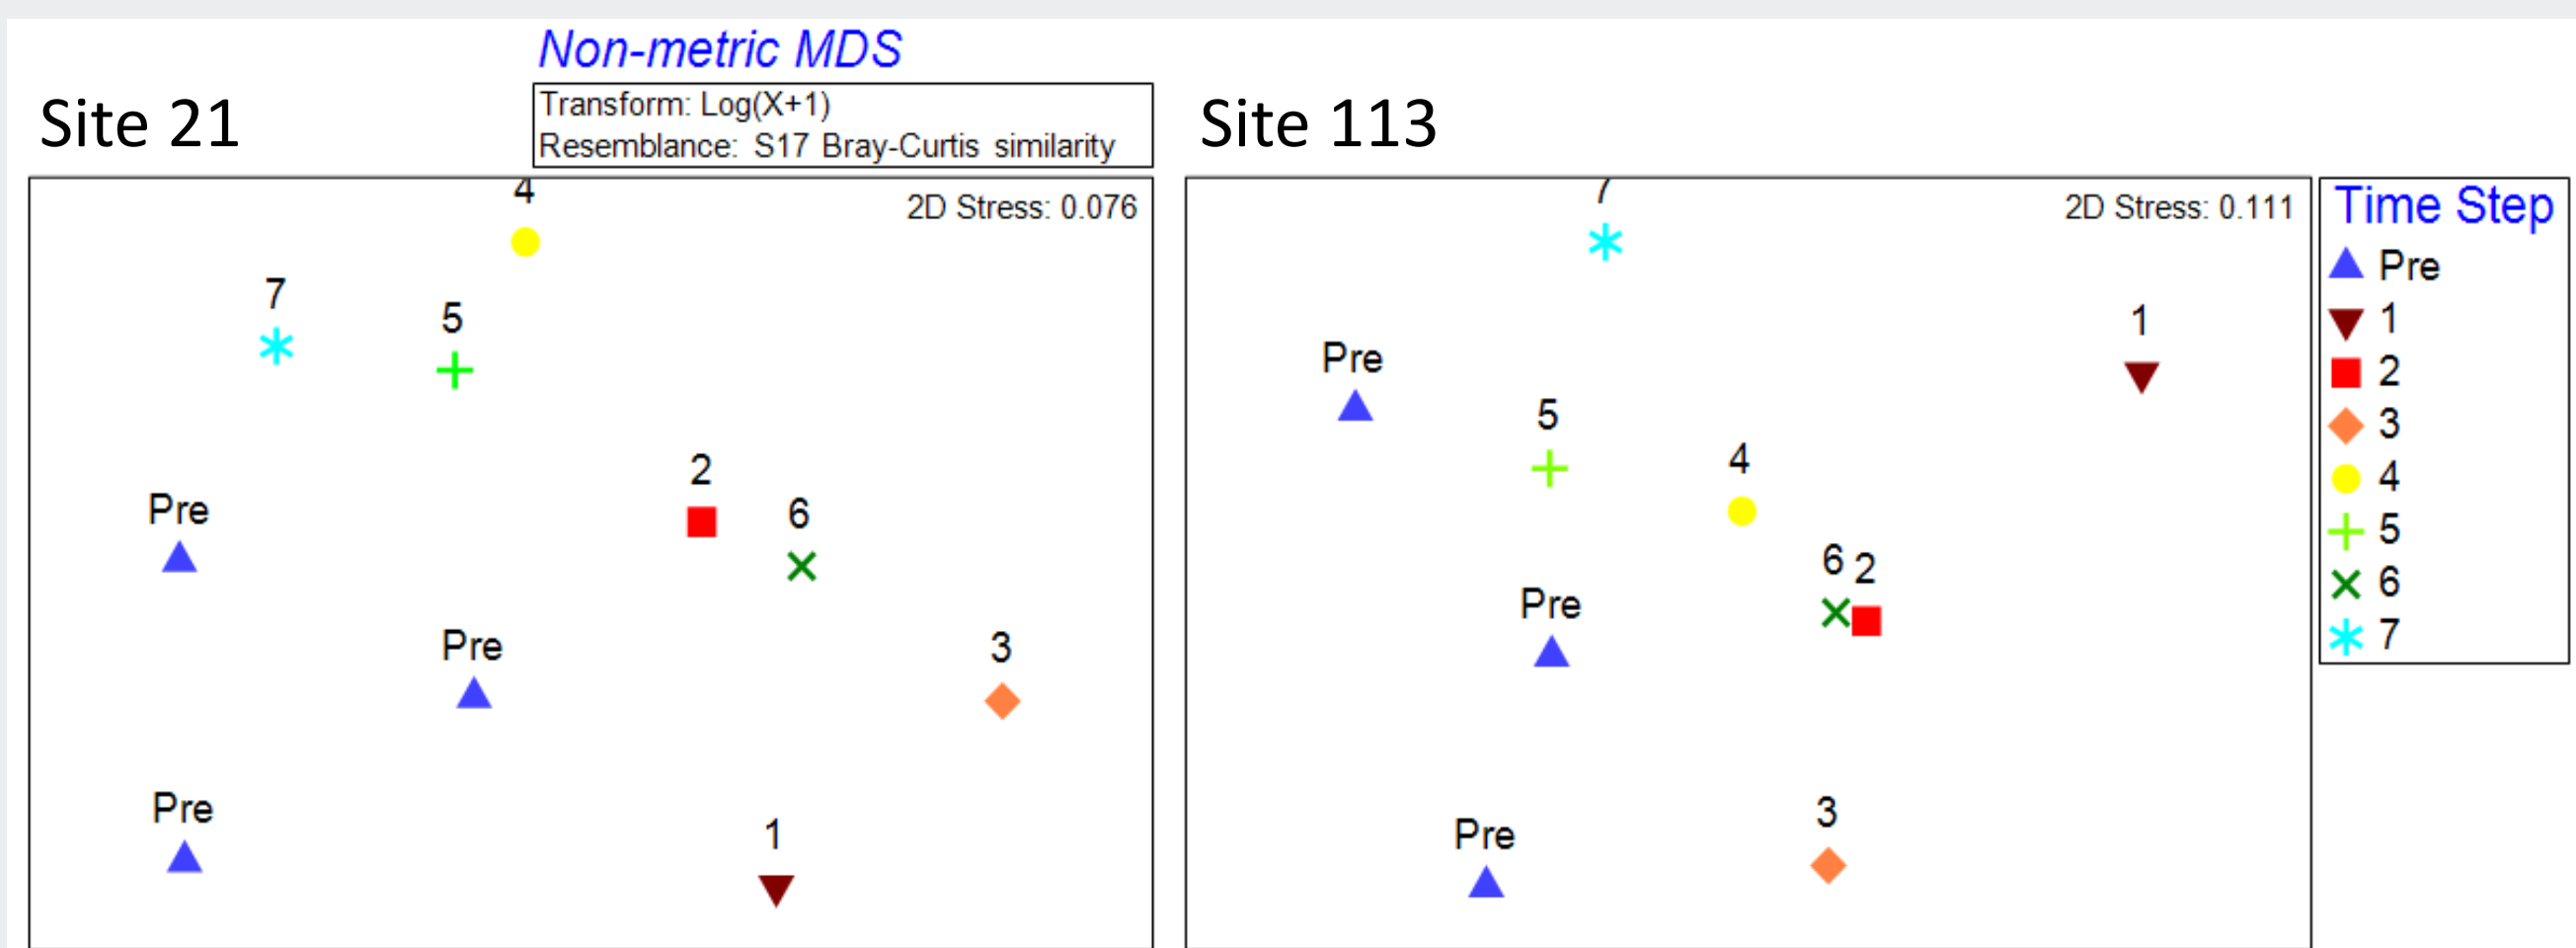 Non-metric MDS
Site 21
Transform: Log(X+1)
Resemblance: S17 Bray-Curtis similarity
2D Stress: 0.076
4
7
5
2
6
Pre
Pre
3
Pre
1
Site 113
2D Stress: 0.111
7
1
Pre
5
4
6 2
Pre
3
Pre
Time Step
Pre
1
2
3
4
5
6
7